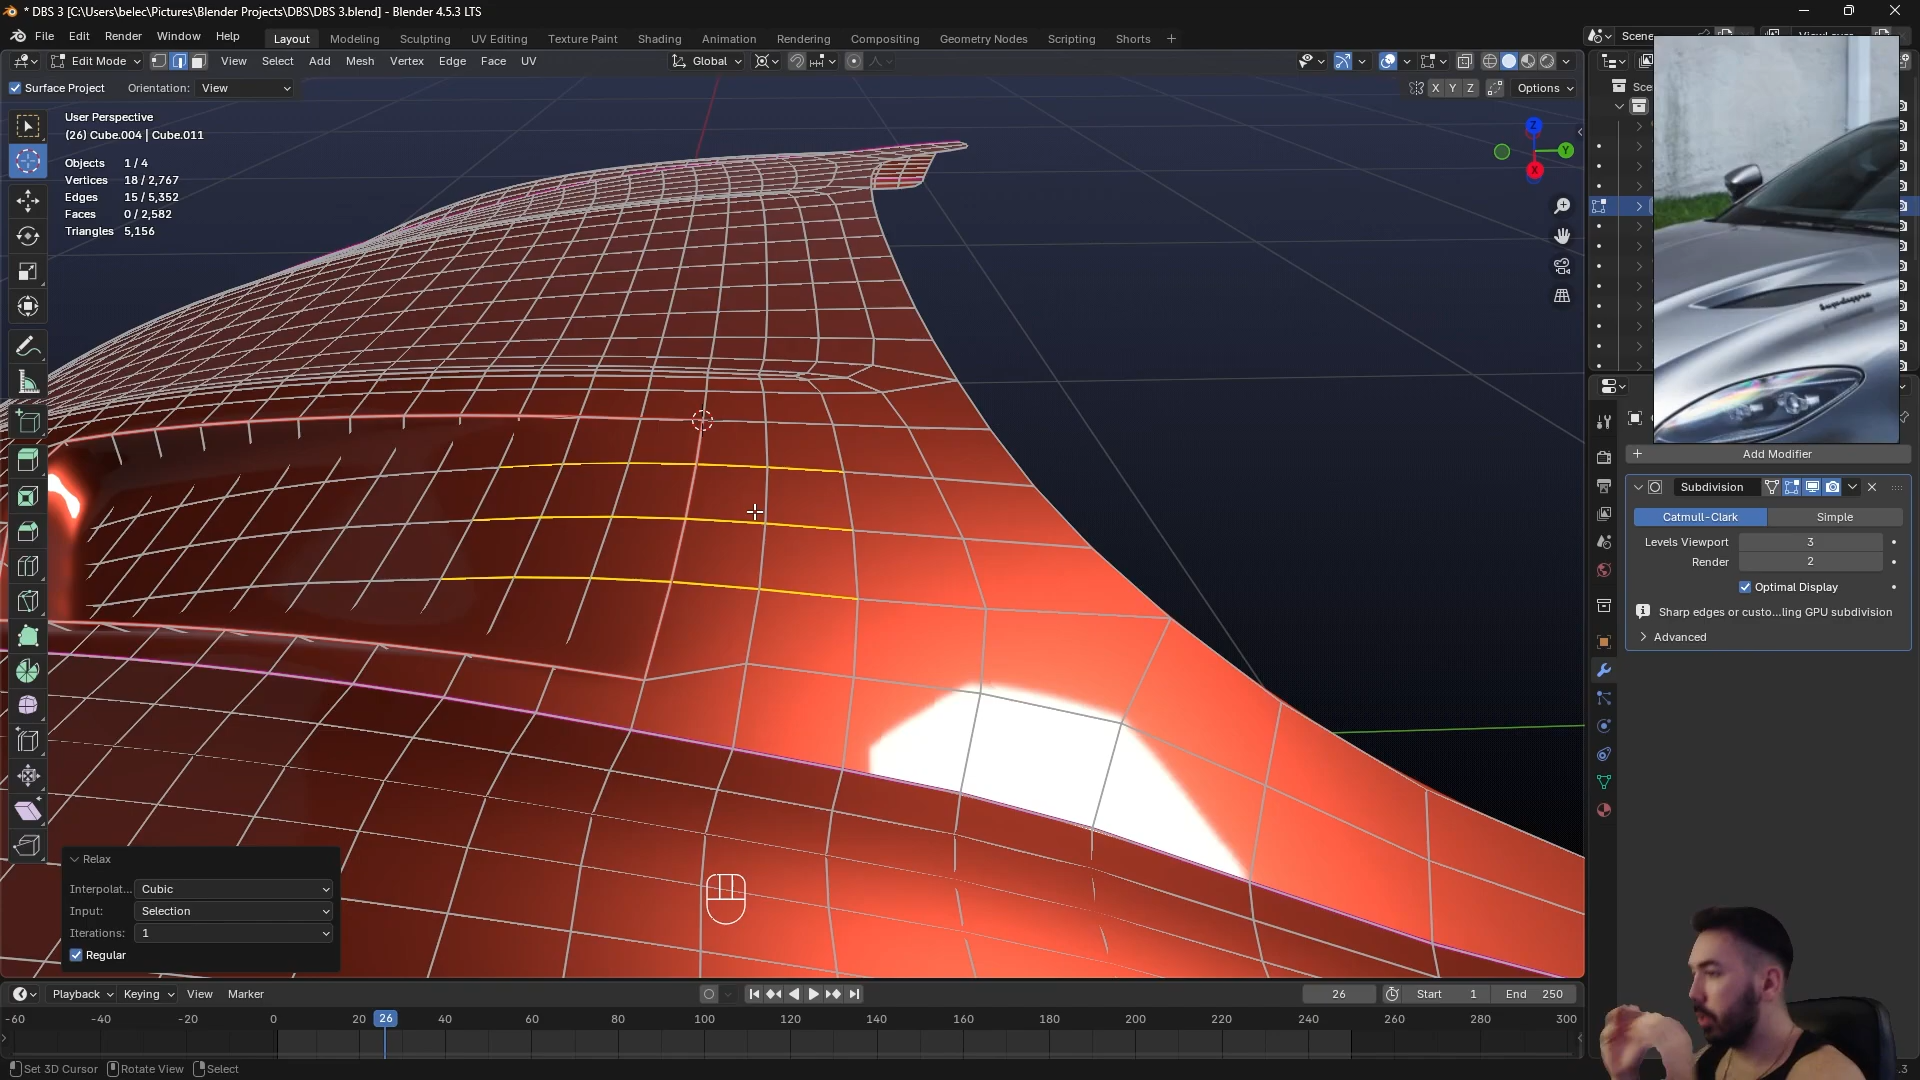 * DBS 3 [C:\Users\belec\Pictures\Blender Projects\DBS\DBS 3.blend] - Blender 4.5.3 LTS
File Edit Render Window Help Layout Modeling Sculpting UV Editing Texture Paint Shading Animation Rendering Compositing Geometry Nodes Scripting Shorts + Scene
Edit Mode View Select Add Mesh Vertex Edge Face UV Global
Surface Project Orientation: View X Y Z Options
User Perspective
(26) Cube.004 | Cube.011
Objects 1 / 4
Vertices 18 / 2,767
Edges 15 / 5,352
Faces 0 / 2,582
Triangles 5,156
Z
Y
X
Sce
Superleggera
+ Add Modifier
Subdivision
Catmull-Clark Simple
Levels Viewport 3
Render 2
Optimal Display
Sharp edges or custo...ling GPU subdivision
Advanced
Relax
Interpolat... Cubic
Input: Selection
Iterations: 1
Regular
Playback Keying View Marker 26 Start 1 End 250
-60 -40 -20 0 20 26 40 60 80 100 120 140 160 180 200 220 240 260 280 300
Set 3D Cursor Rotate View Select .3